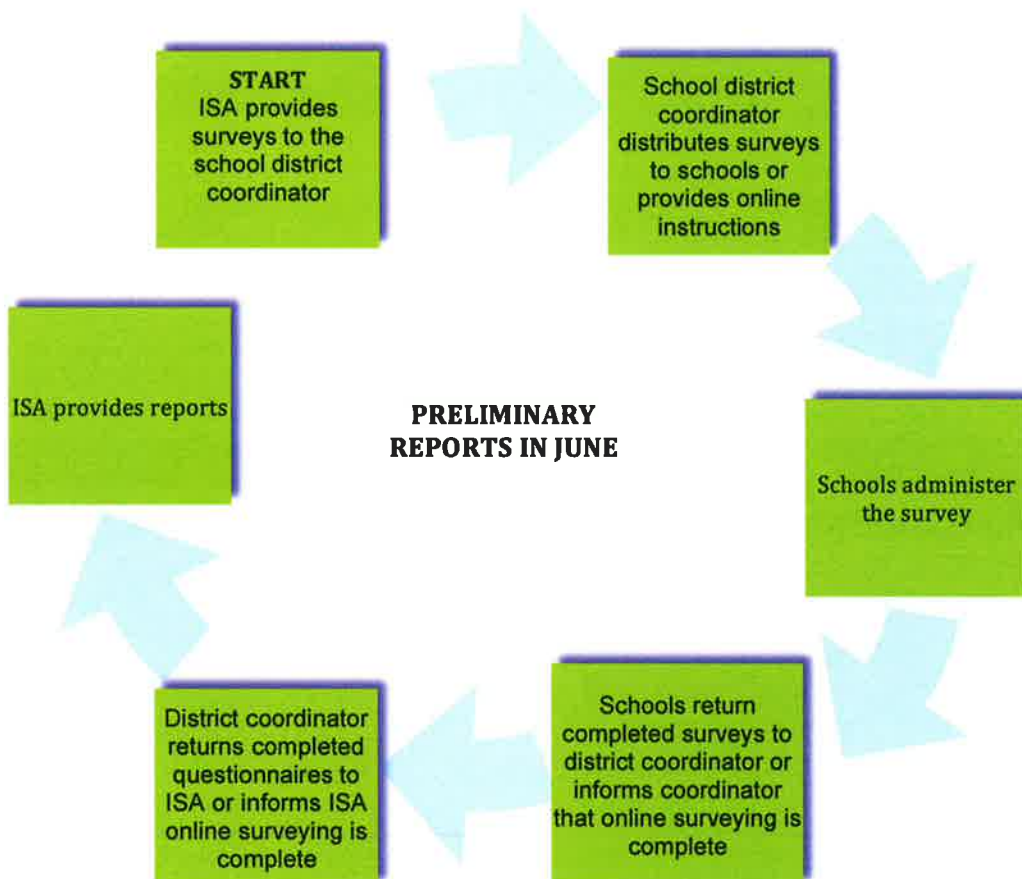 START
ISA provides
surveys to the
school district
coordinator
School district
coordinator
distributes surveys
to schools or
provides online
instructions
Schools administer
the survey
Schools return
completed surveys to
district coordinator or
informs coordinator
that online surveying is
complete
District coordinator
returns completed
questionnaires to
ISA or informs ISA
online surveying is
complete
ISA provides reports
PRELIMINARY
REPORTS IN JUNE